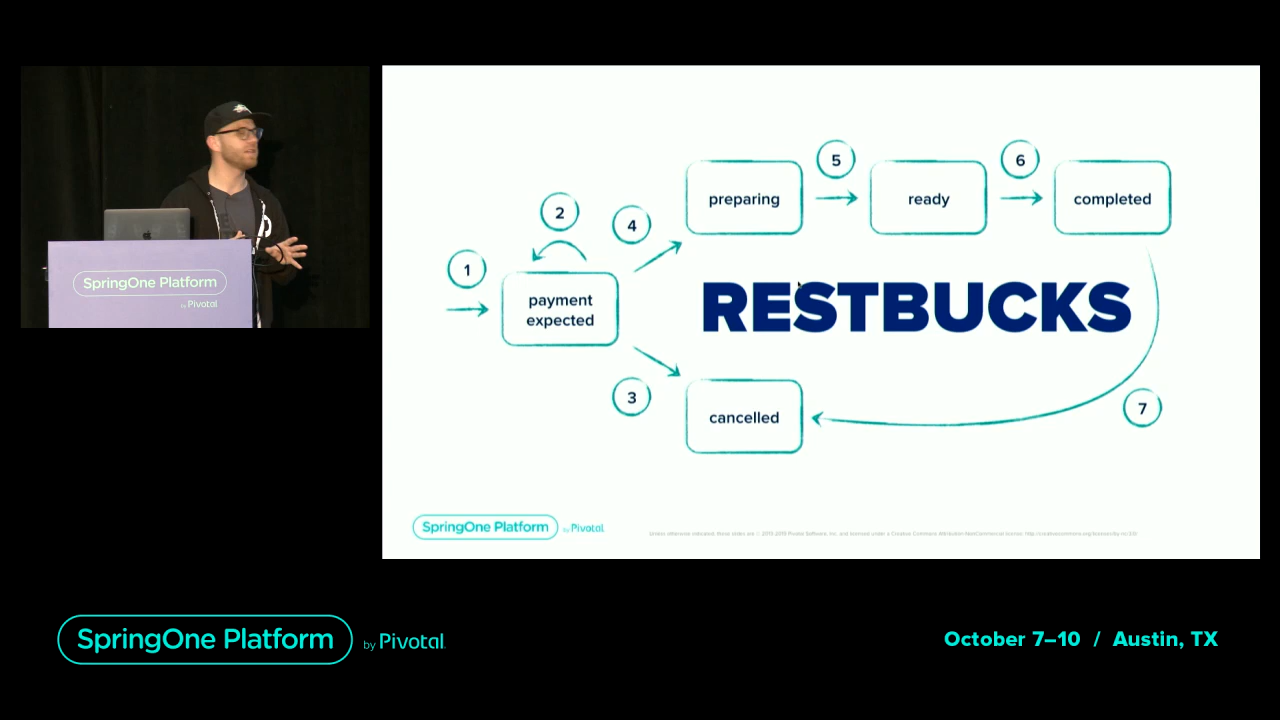 SpringOne Platform
by Pivotal
1
2
3
4
5
6
7
payment
expected
preparing
ready
completed
RESTBUCKS
cancelled
SpringOne Platform by Pivotal
SpringOne Platform by Pivotal
October 7–10 / Austin, TX